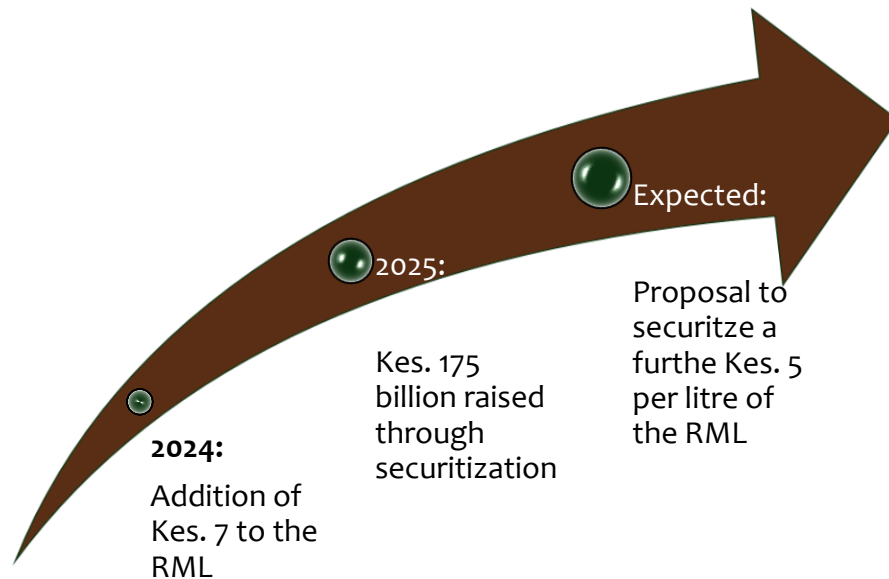 2024:
Addition of
Kes. 7 to the
RML
2025:
Kes. 175
billion raised
through
securitization
Expected:
Proposal to
securitze a
furthe Kes. 5
per litre of
the RML